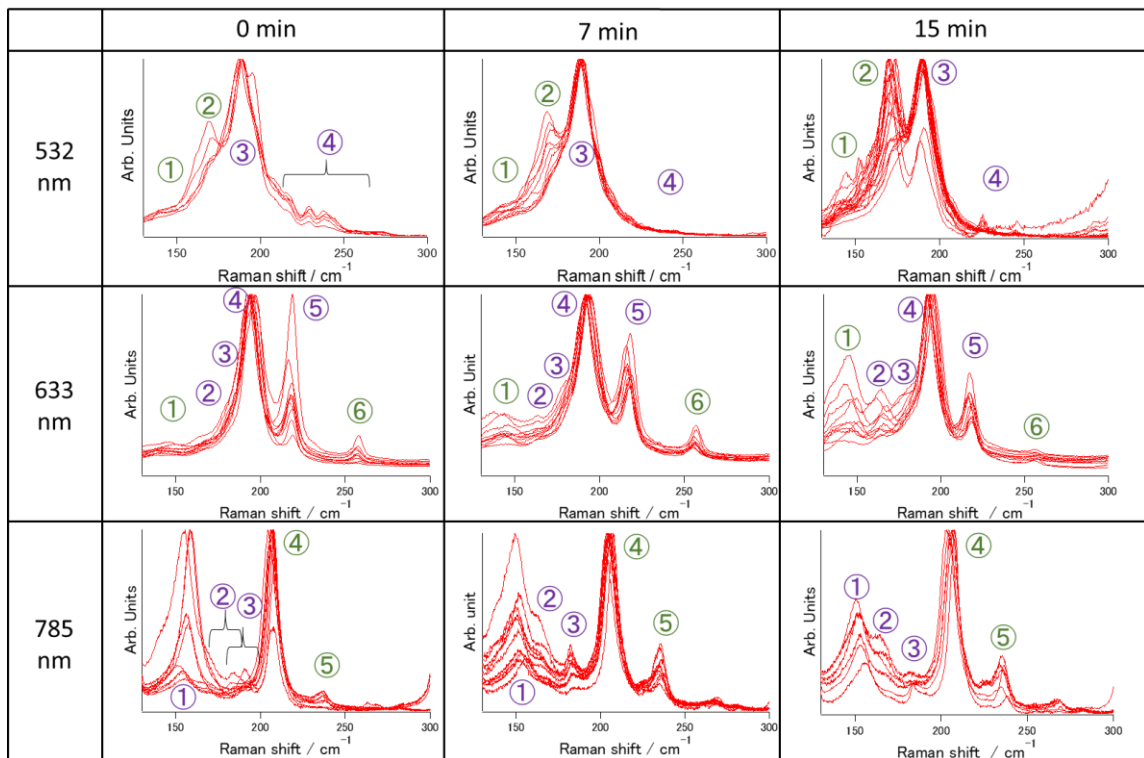 0 min 7 min 15 min
532 nm
Arb. Units
① ② ③ ④
150 200 250 300
Raman shift / cm⁻¹
Arb. Units
① ② ③ ④
150 200 250 300
Raman shift / cm⁻¹
Arb. Units
① ② ③ ④
150 200 250 300
Raman shift / cm⁻¹
633 nm
Arb. Units
① ② ③ ④ ⑤ ⑥
150 200 250 300
Raman shift / cm⁻¹
Arb. Unit
① ② ③ ④ ⑤ ⑥
150 200 250 300
Raman shift / cm⁻¹
Arb. Units
① ② ③ ④ ⑤ ⑥
150 200 250 300
Raman shift / cm⁻¹
785 nm
Arb. Units
① ② ③ ④ ⑤
150 200 250 300
Raman shift / cm⁻¹
Arb. unit
① ② ③ ④ ⑤
150 200 250 300
Raman shift / cm⁻¹
Arb. Units
① ② ③ ④ ⑤
150 200 250 300
Raman shift / cm⁻¹